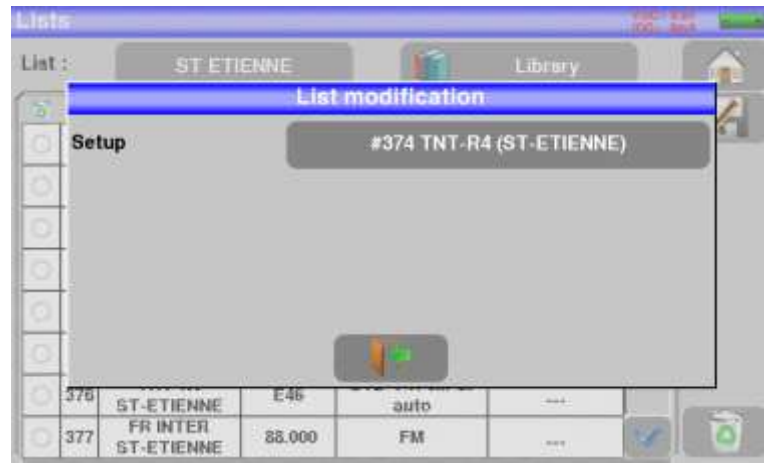 Lists
List :
ST ETIENNE
Library
List modification
Setup
#374 TNT-R4 (ST-ETIENNE)
376
ST-ETIENNE
E46
auto
---
377
FR INTER
ST-ETIENNE
88.000
FM
---